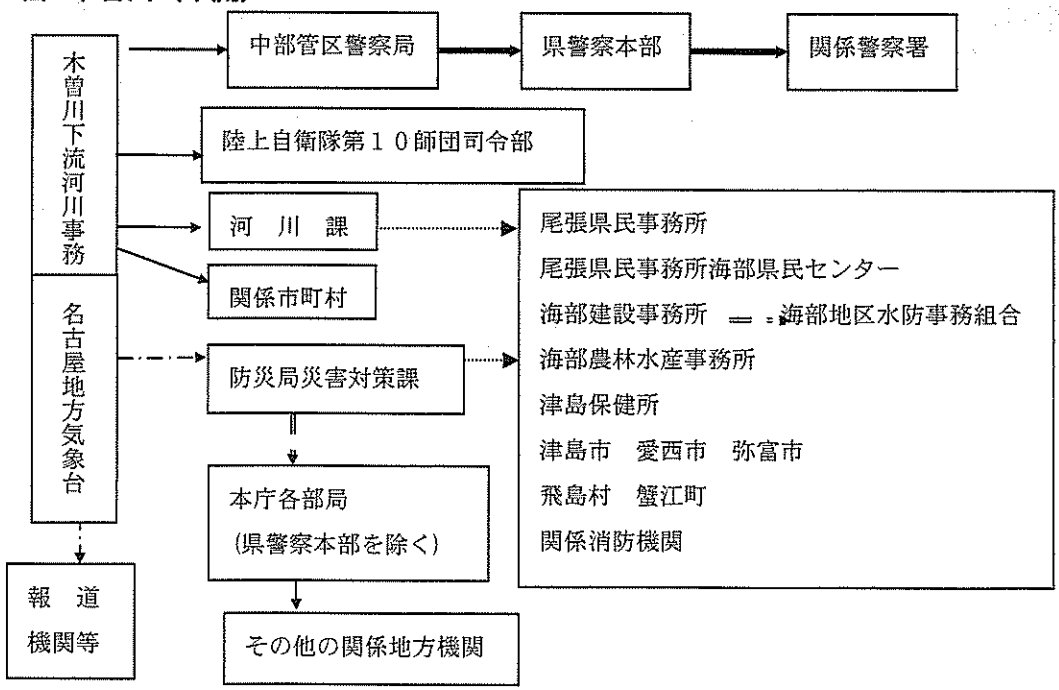 木曽川下流河川事務
名古屋地方気象台
中部管区警察局
県警察本部
関係警察署
陸上自衛隊第１０師団司令部
河　川　課
関係市町村
防災局災害対策課
本庁各部局
(県警察本部を除く)
その他の関係地方機関
報　道
機関等
尾張県民事務所
尾張県民事務所海部県民センター
海部建設事務所　海部地区水防事務組合
海部農林水産事務所
津島保健所
津島市　愛西市　弥富市
飛島村　蟹江町
関係消防機関